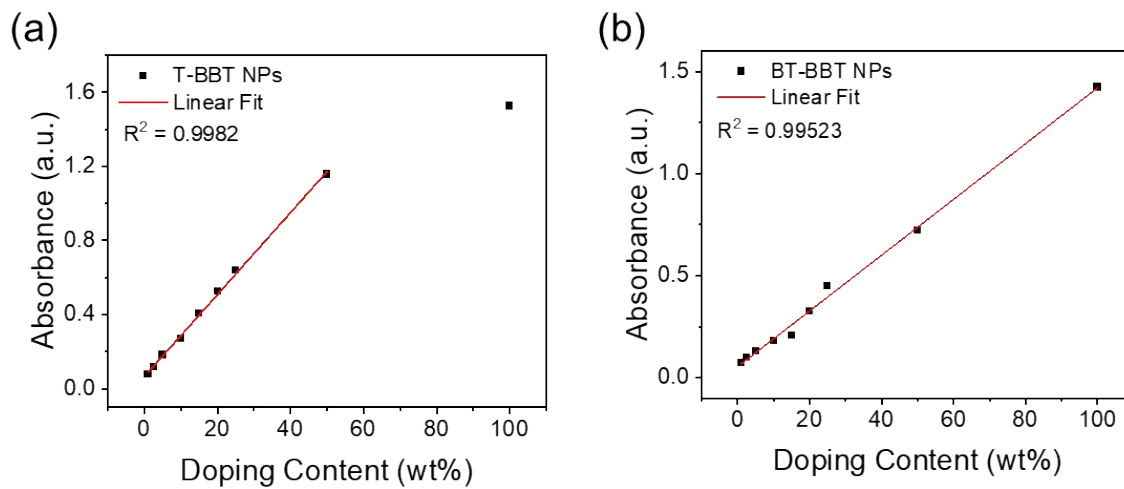 (a)
T-BBT NPs
Linear Fit
R² = 0.9982
1.6
1.2
0.8
0.4
0.0
Absorbance (a.u.)
0 20 40 60 80 100
Doping Content (wt%)
(b)
BT-BBT NPs
Linear Fit
R² = 0.99523
1.5
1.0
0.5
0.0
Absorbance (a.u.)
0 20 40 60 80 100
Doping Content (wt%)